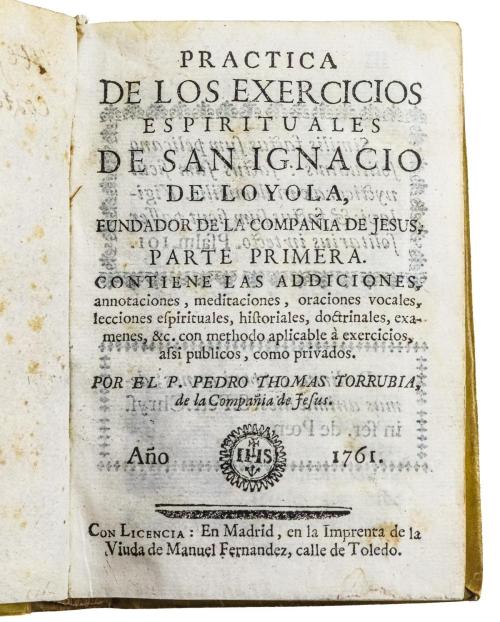 PRACTICA
DE LOS EXERCICIOS
ESPIRITUALES
DE SAN IGNACIO
DE LOYOLA,
FUNDADOR DE LA COMPAÑIA DE JESUS,
PARTE PRIMERA.
CONTIENE LAS ADDICIONES,
annotaciones, meditaciones, oraciones vocales,
lecciones eſpirituales, hiſtoriales, doctrinales, exa-
menes, &c. con methodo aplicable à exercicios,
aſsi publicos, como privados.
POR EL P. PEDRO THOMAS TORRUBIA,
de la Compañia de Jeſus.
Año IHS 1761.
CON LICENCIA: En Madrid, en la Imprenta de la
Viuda de Manuel Fernandez, calle de Toledo.